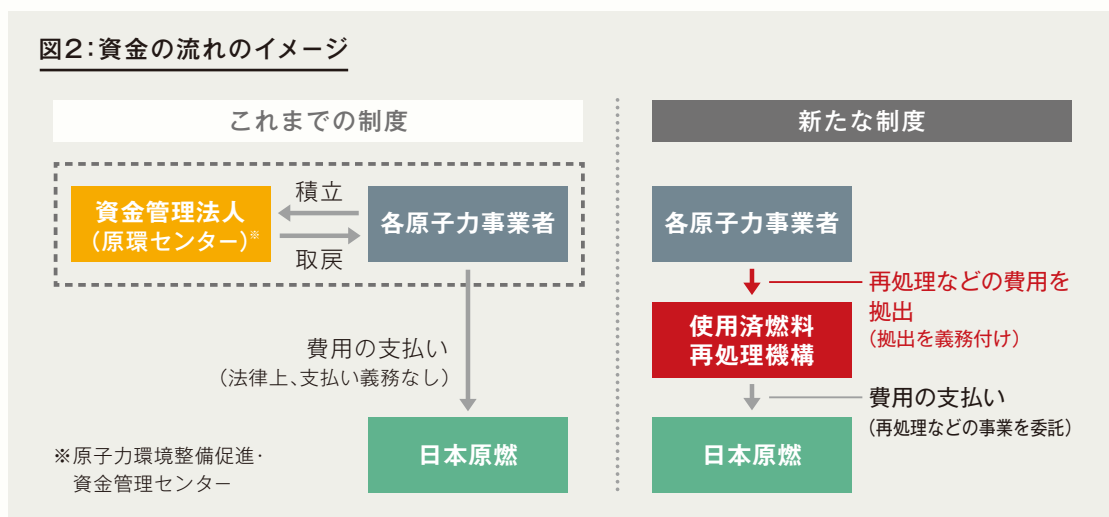 図2：資金の流れのイメージ
これまでの制度
資金管理法人
（原環センター）※
積立
取戻
各原子力事業者
費用の支払い
（法律上、支払い義務なし）
日本原燃
※原子力環境整備促進・
資金管理センター
新たな制度
各原子力事業者
再処理などの費用を
拠出
（拠出を義務付け）
使用済燃料
再処理機構
費用の支払い
（再処理などの事業を委託）
日本原燃